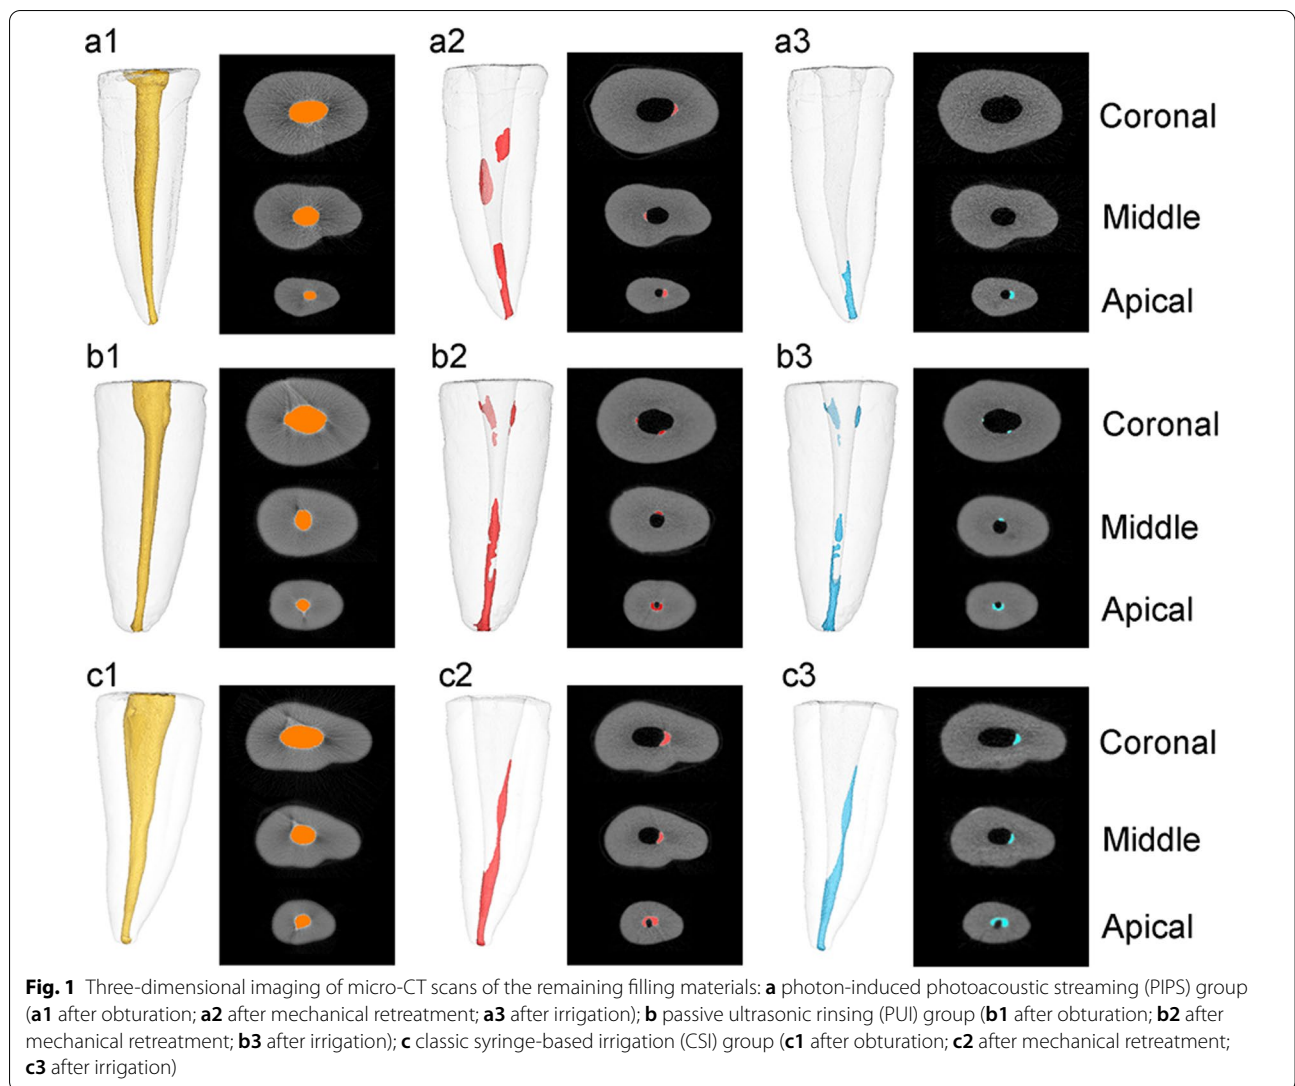 a1
a2
a3
Coronal
Middle
Apical
b1
b2
b3
Coronal
Middle
Apical
c1
c2
c3
Coronal
Middle
Apical
Fig. 1 Three-dimensional imaging of micro-CT scans of the remaining filling materials: a photon-induced photoacoustic streaming (PIPS) group
(a1 after obturation; a2 after mechanical retreatment; a3 after irrigation); b passive ultrasonic rinsing (PUI) group (b1 after obturation; b2 after
mechanical retreatment; b3 after irrigation); c classic syringe-based irrigation (CSI) group (c1 after obturation; c2 after mechanical retreatment;
c3 after irrigation)